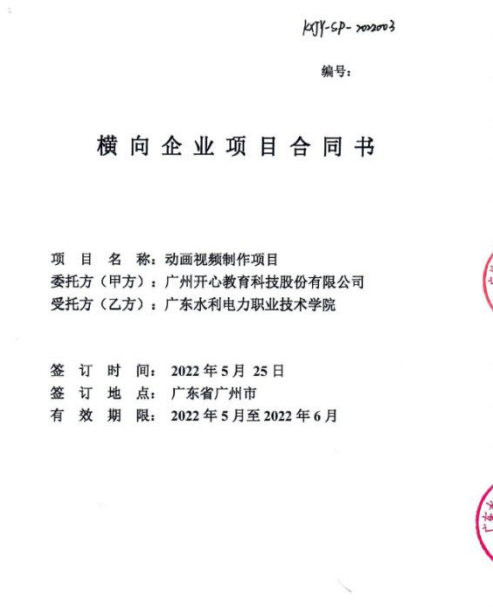 KXJY-SP-2022003
编号：
横向企业项目合同书
项目名称：动画视频制作项目
委托方（甲方）：广州开心教育科技股份有限公司
受托方（乙方）：广东水利电力职业技术学院
签订时间：2022年5月 25日
签订地点：广东省广州市
有效期限：2022年5月至2022年6月
广东水